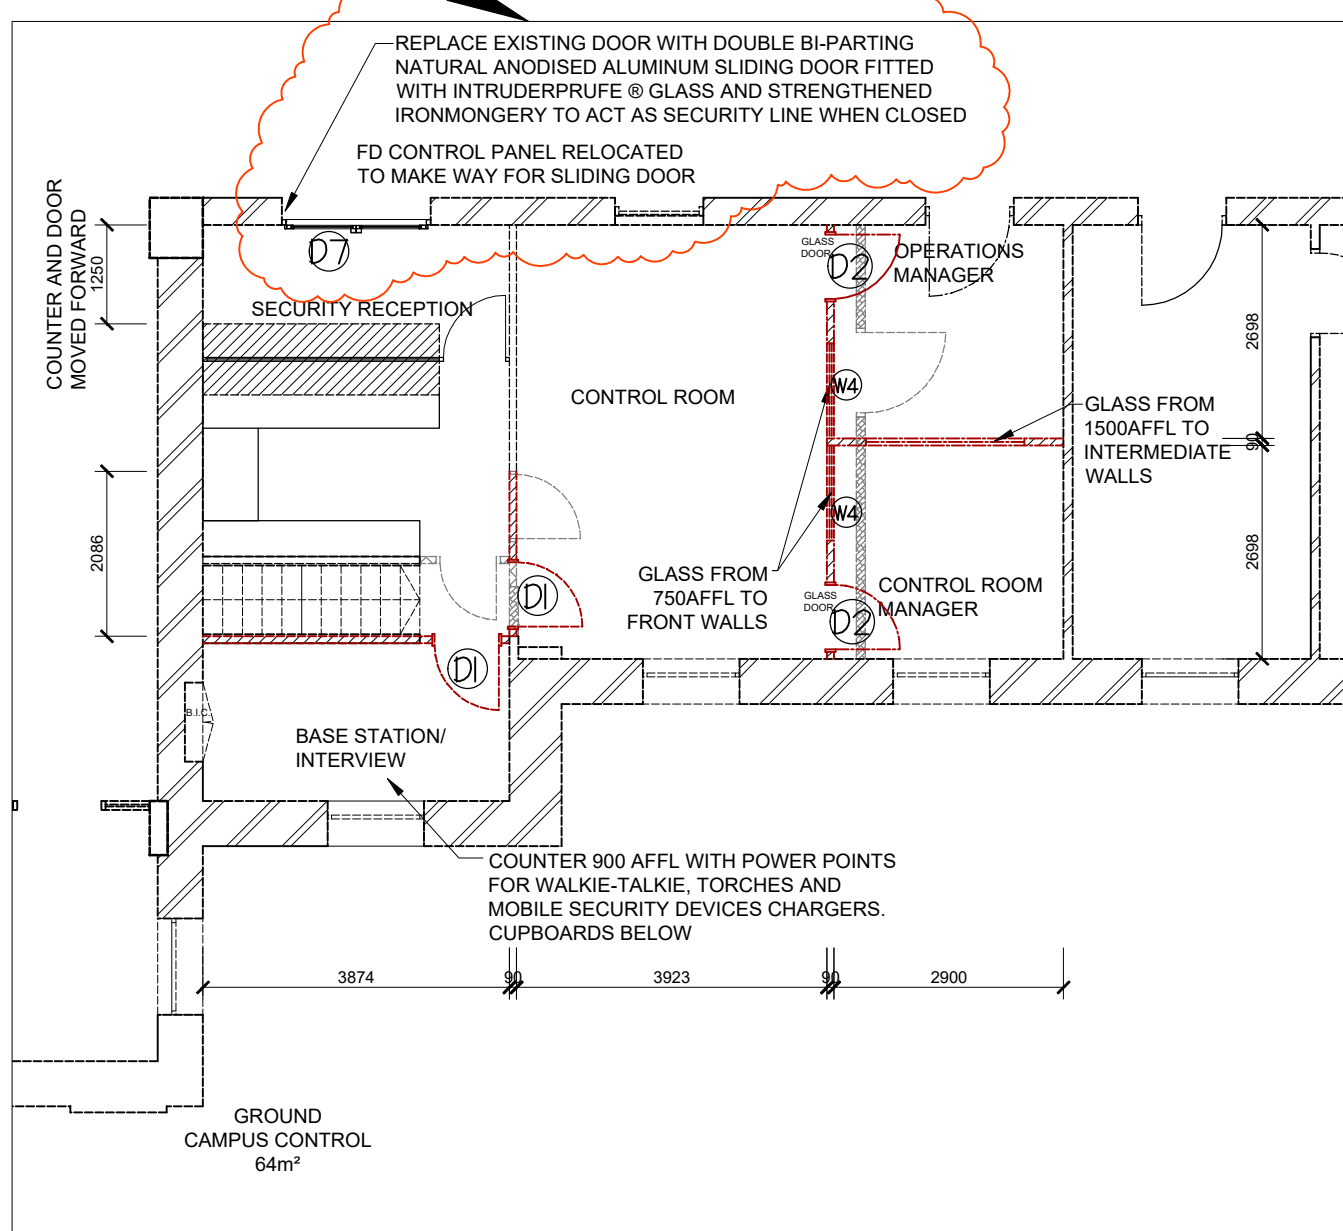 REPLACE EXISTING DOOR WITH DOUBLE BI-PARTING
NATURAL ANODISED ALUMINUM SLIDING DOOR FITTED
WITH INTRUDERPRUFE ® GLASS AND STRENGTHENED
IRONMONGERY TO ACT AS SECURITY LINE WHEN CLOSED
FD CONTROL PANEL RELOCATED
TO MAKE WAY FOR SLIDING DOOR
COUNTER AND DOOR
MOVED FORWARD
1250
D7
SECURITY RECEPTION
GLASS
DOOR
D2
OPERATIONS
MANAGER
2698
CONTROL ROOM
W4
GLASS FROM
1500AFFL TO
INTERMEDIATE
WALLS
90
W4
2086
2698
GLASS FROM
750AFFL TO
FRONT WALLS
GLASS
DOOR
D2
CONTROL ROOM
MANAGER
D1
D1
B.I.C.
BASE STATION/
INTERVIEW
COUNTER 900 AFFL WITH POWER POINTS
FOR WALKIE-TALKIE, TORCHES AND
MOBILE SECURITY DEVICES CHARGERS.
CUPBOARDS BELOW
3874
90
3923
90
2900
GROUND
CAMPUS CONTROL
64m²